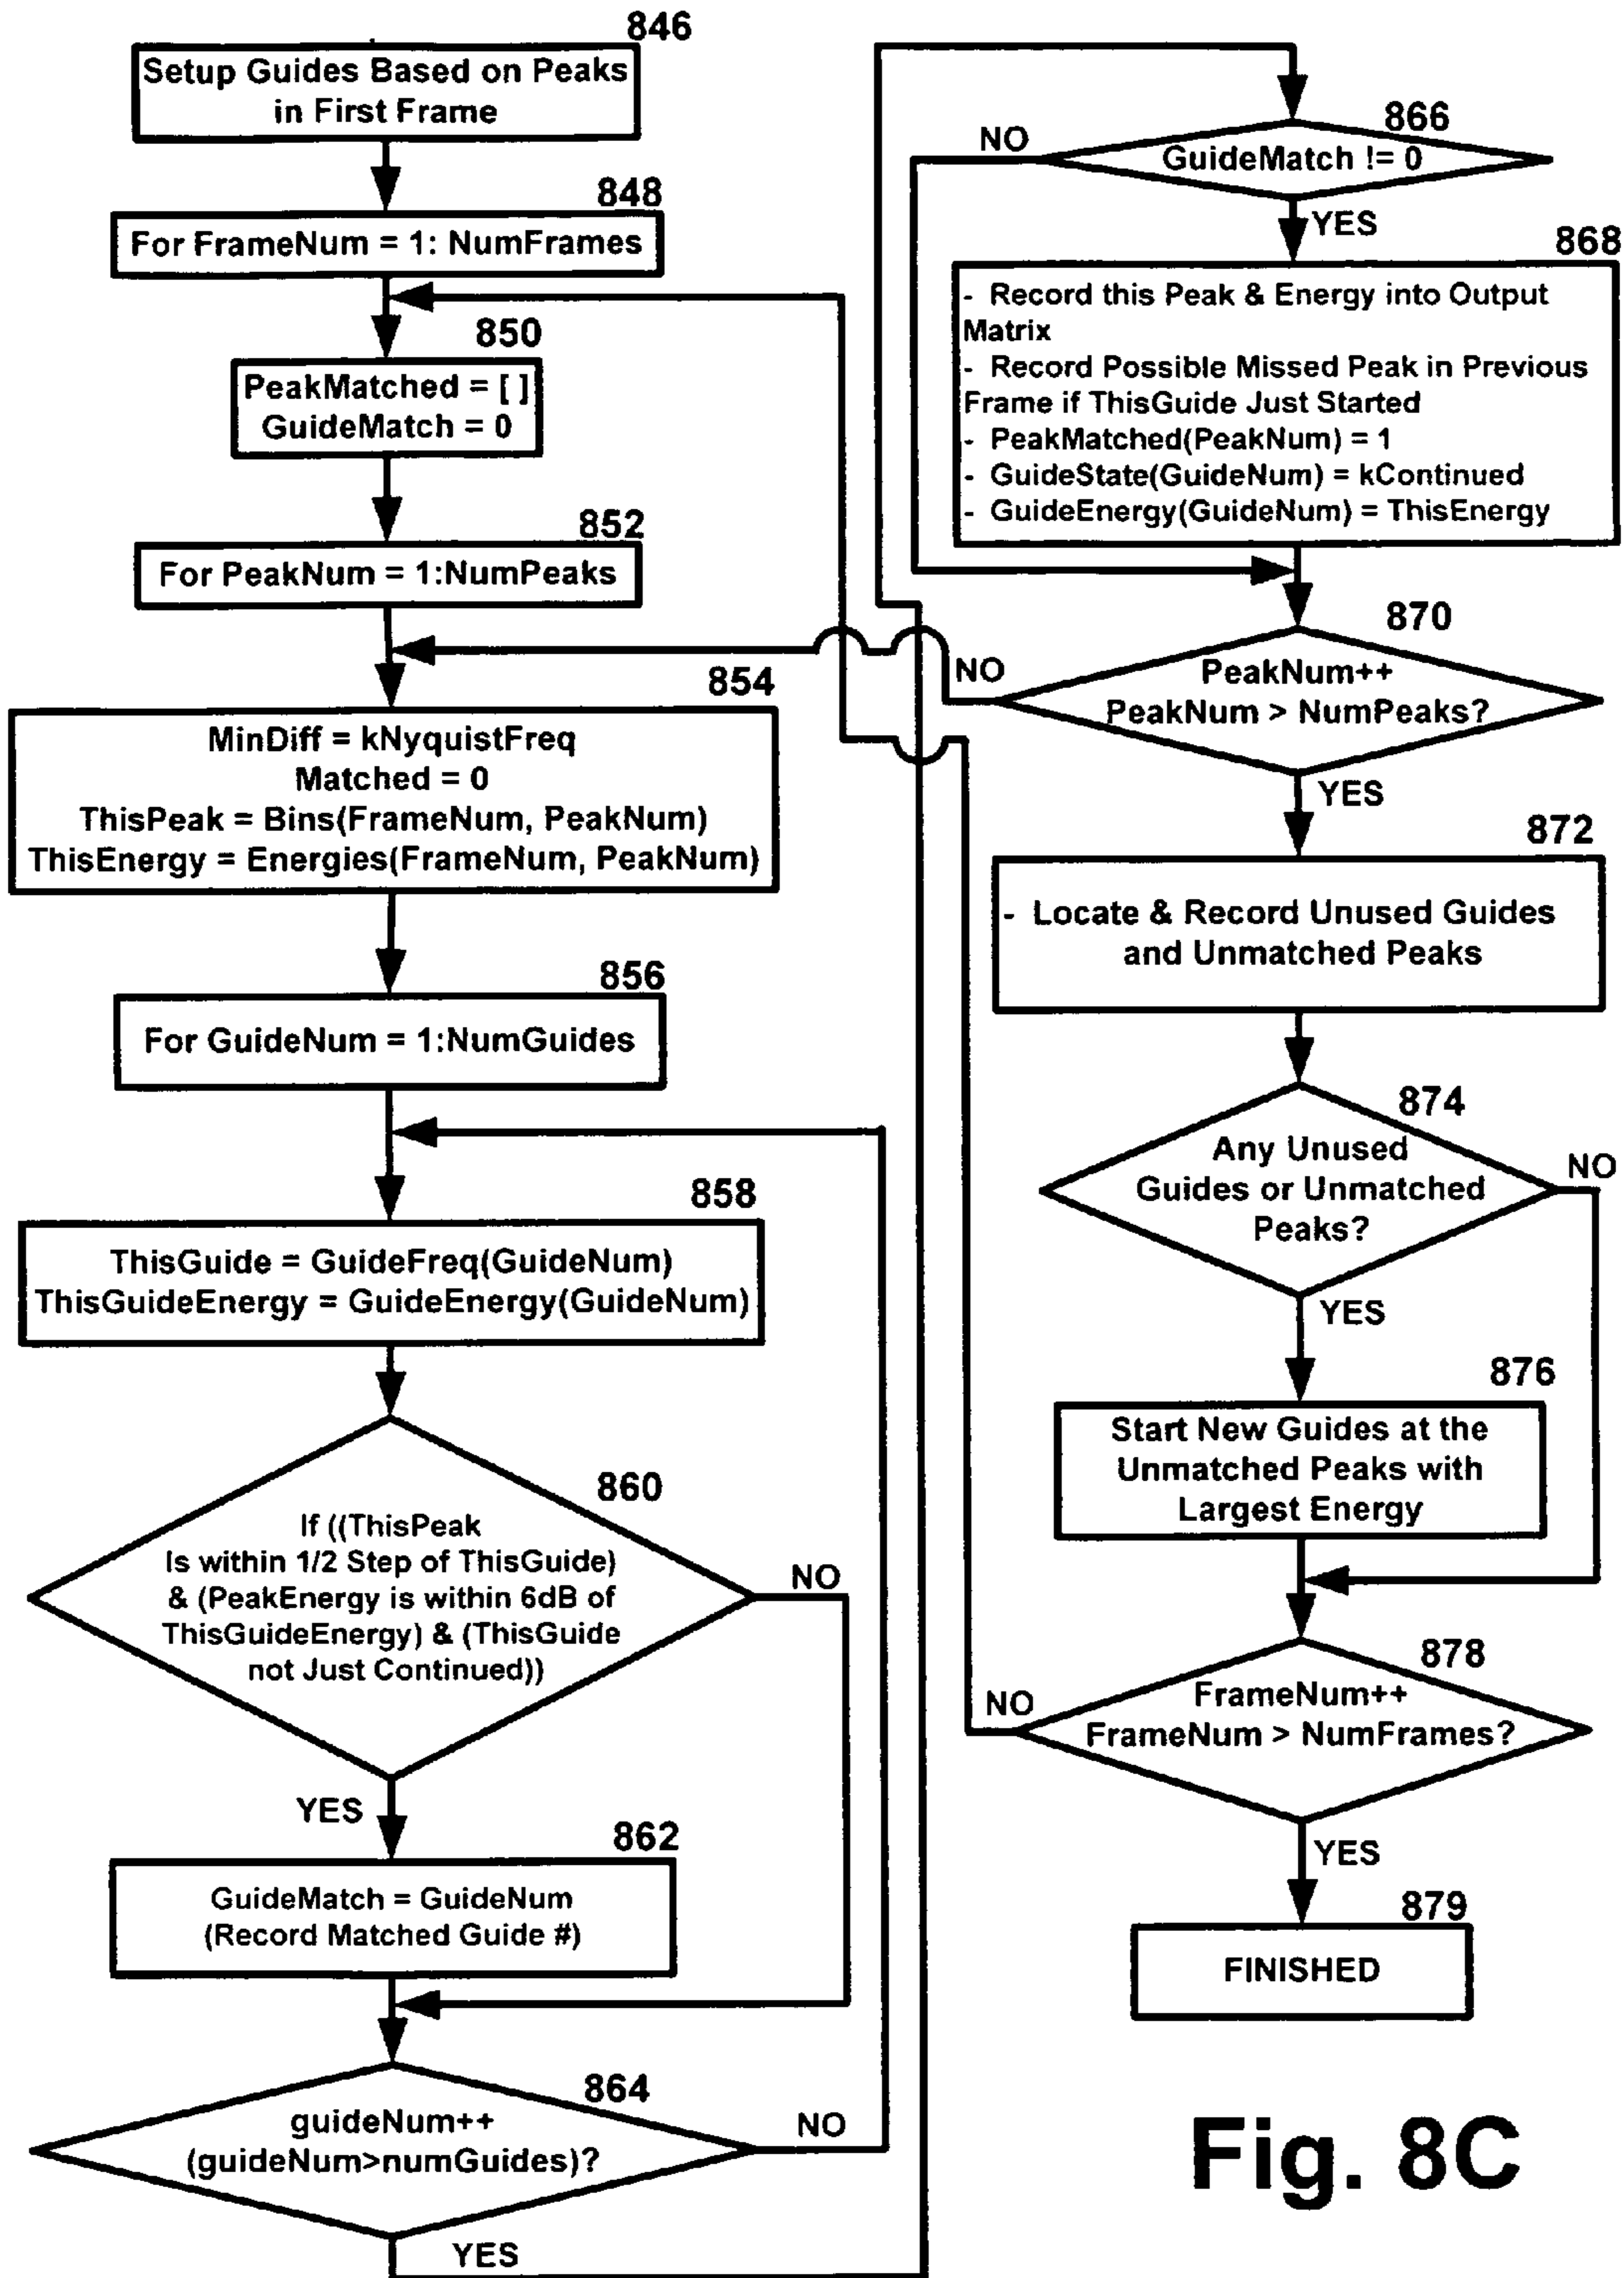 846
Setup Guides Based on Peaks
in First Frame
848
For FrameNum = 1: NumFrames
850
PeakMatched = [ ]
GuideMatch = 0
852
For PeakNum = 1:NumPeaks
854
MinDiff = kNyquistFreq
Matched = 0
ThisPeak = Bins(FrameNum, PeakNum)
ThisEnergy = Energies(FrameNum, PeakNum)
856
For GuideNum = 1:NumGuides
858
ThisGuide = GuideFreq(GuideNum)
ThisGuideEnergy = GuideEnergy(GuideNum)
860
If ((ThisPeak
Is within 1/2 Step of ThisGuide)
& (PeakEnergy is within 6dB of
ThisGuideEnergy) & (ThisGuide
not Just Continued))
NO
YES
862
GuideMatch = GuideNum
(Record Matched Guide #)
864
guideNum++
(guideNum>numGuides)?
NO
YES
866
GuideMatch != 0
NO
YES
868
- Record this Peak & Energy into Output
Matrix
- Record Possible Missed Peak in Previous
Frame if ThisGuide Just Started
- PeakMatched(PeakNum) = 1
- GuideState(GuideNum) = kContinued
- GuideEnergy(GuideNum) = ThisEnergy
870
PeakNum++
PeakNum > NumPeaks?
NO
YES
872
- Locate & Record Unused Guides
and Unmatched Peaks
874
Any Unused
Guides or Unmatched
Peaks?
NO
YES
876
Start New Guides at the
Unmatched Peaks with
Largest Energy
878
FrameNum++
FrameNum > NumFrames?
NO
YES
879
FINISHED
Fig. 8C